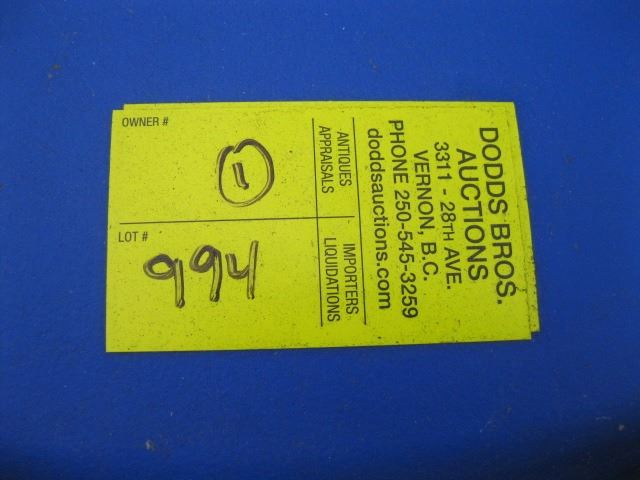 DODDS BROS.
AUCTIONS
3311 - 28TH AVE.
VERNON, B.C.
PHONE 250-545-3259
doddsauctions.com
ANTIQUES
APPRAISALS
IMPORTERS
LIQUIDATIONS
OWNER #
LOT #
994